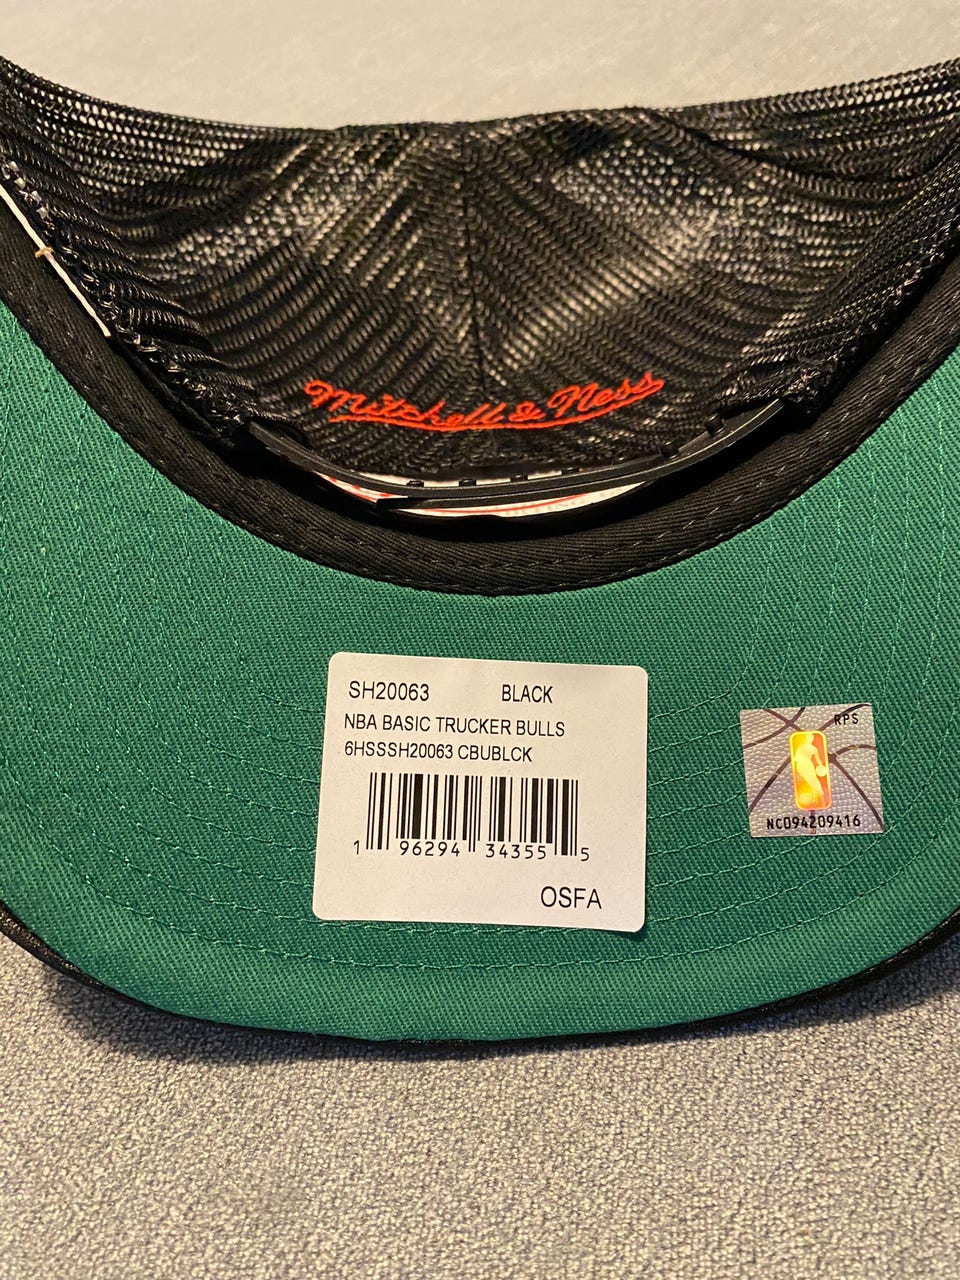 Mitchell & Ness
SH20063 BLACK
NBA BASIC TRUCKER BULLS
6HSSSH20063 CBUBLCK
1 96294 34355 5
OSFA
RPS
NC094209416